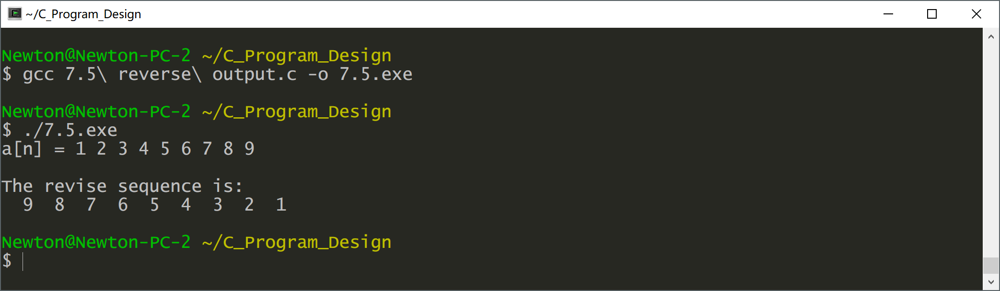 ~/C_Program_Design
Newton@Newton-PC-2 ~/C_Program_Design
$ gcc 7.5\ reverse\ output.c -o 7.5.exe
Newton@Newton-PC-2 ~/C_Program_Design
$ ./7.5.exe
a[n] = 1 2 3 4 5 6 7 8 9
The revise sequence is:
  9  8  7  6  5  4  3  2  1
Newton@Newton-PC-2 ~/C_Program_Design
$